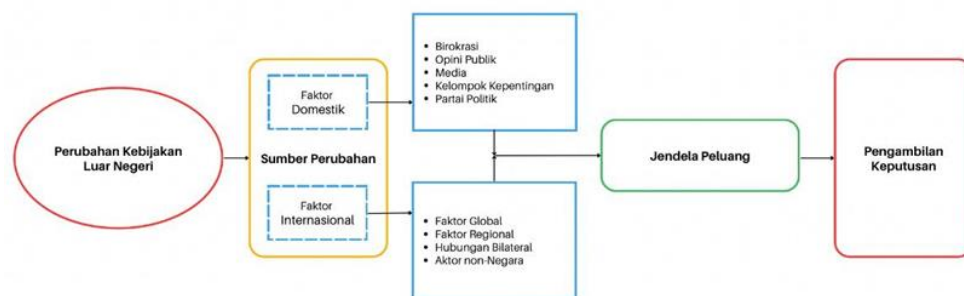 Perubahan Kebijakan
Luar Negeri
Faktor
Domestik
Sumber Perubahan
Faktor
Internasional
Birokrasi
Opini Publik
Media
Kelompok Kepentingan
Partai Politik
Faktor Global
Faktor Regional
Hubungan Bilateral
Aktor non-Negara
Jendela Peluang
Pengambilan
Keputusan